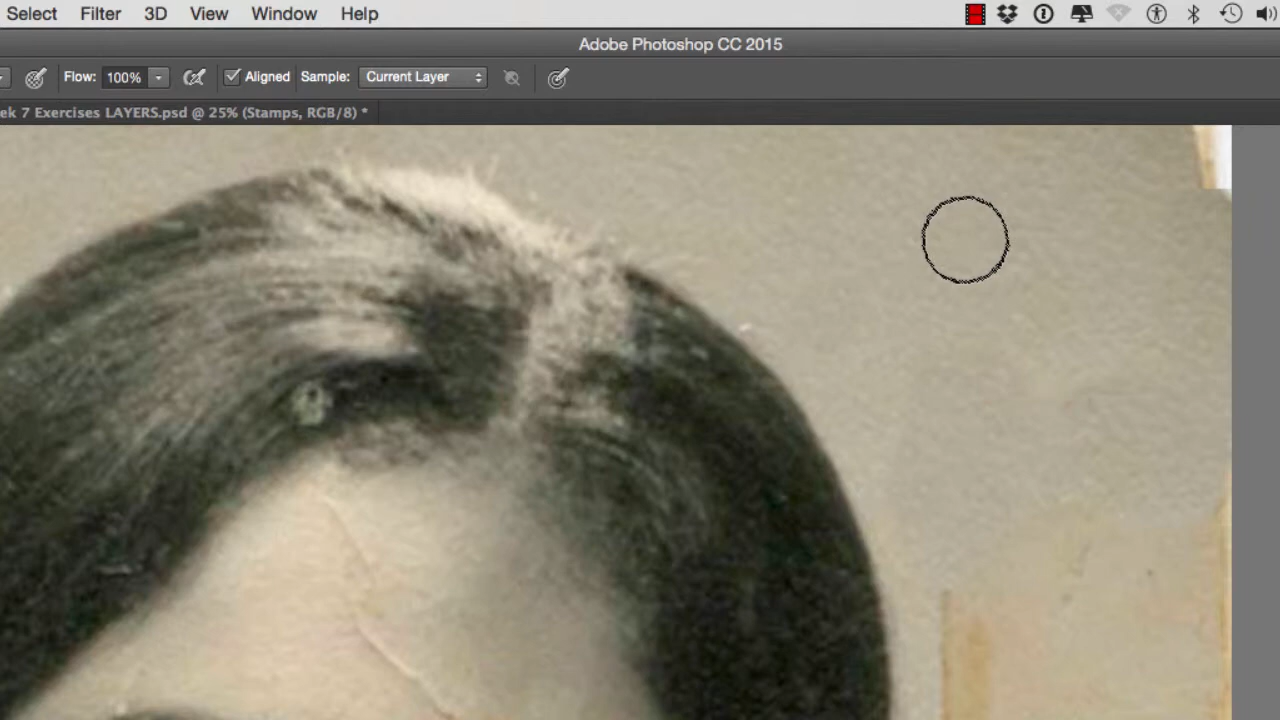 Select Filter 3D View Window Help
Adobe Photoshop CC 2015
Flow: 100% Aligned Sample: Current Layer
ek 7 Exercises LAYERS.psd @ 25% (Stamps, RGB/8) *